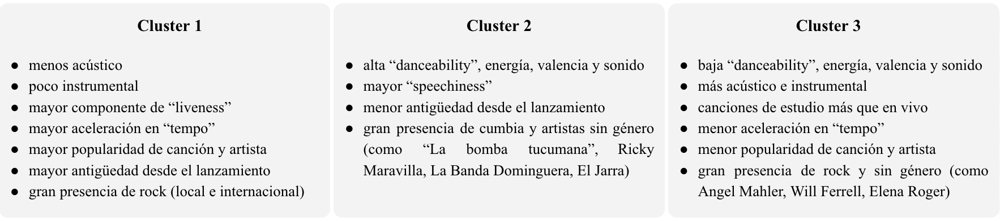 Cluster 1
● menos acústico
● poco instrumental
● mayor componente de “liveness”
● mayor aceleración en “tempo”
● mayor popularidad de canción y artista
● mayor antigüedad desde el lanzamiento
● gran presencia de rock (local e internacional)
Cluster 2
● alta “danceability”, energía, valencia y sonido
● mayor “speechiness”
● menor antigüedad desde el lanzamiento
● gran presencia de cumbia y artistas sin género
(como “La bomba tucumana”, Ricky
Maravilla, La Banda Dominguera, El Jarra)
Cluster 3
● baja “danceability”, energía, valencia y sonido
● más acústico e instrumental
● canciones de estudio más que en vivo
● menor aceleración en “tempo”
● menor popularidad de canción y artista
● gran presencia de rock y sin género (como
Angel Mahler, Will Ferrell, Elena Roger)